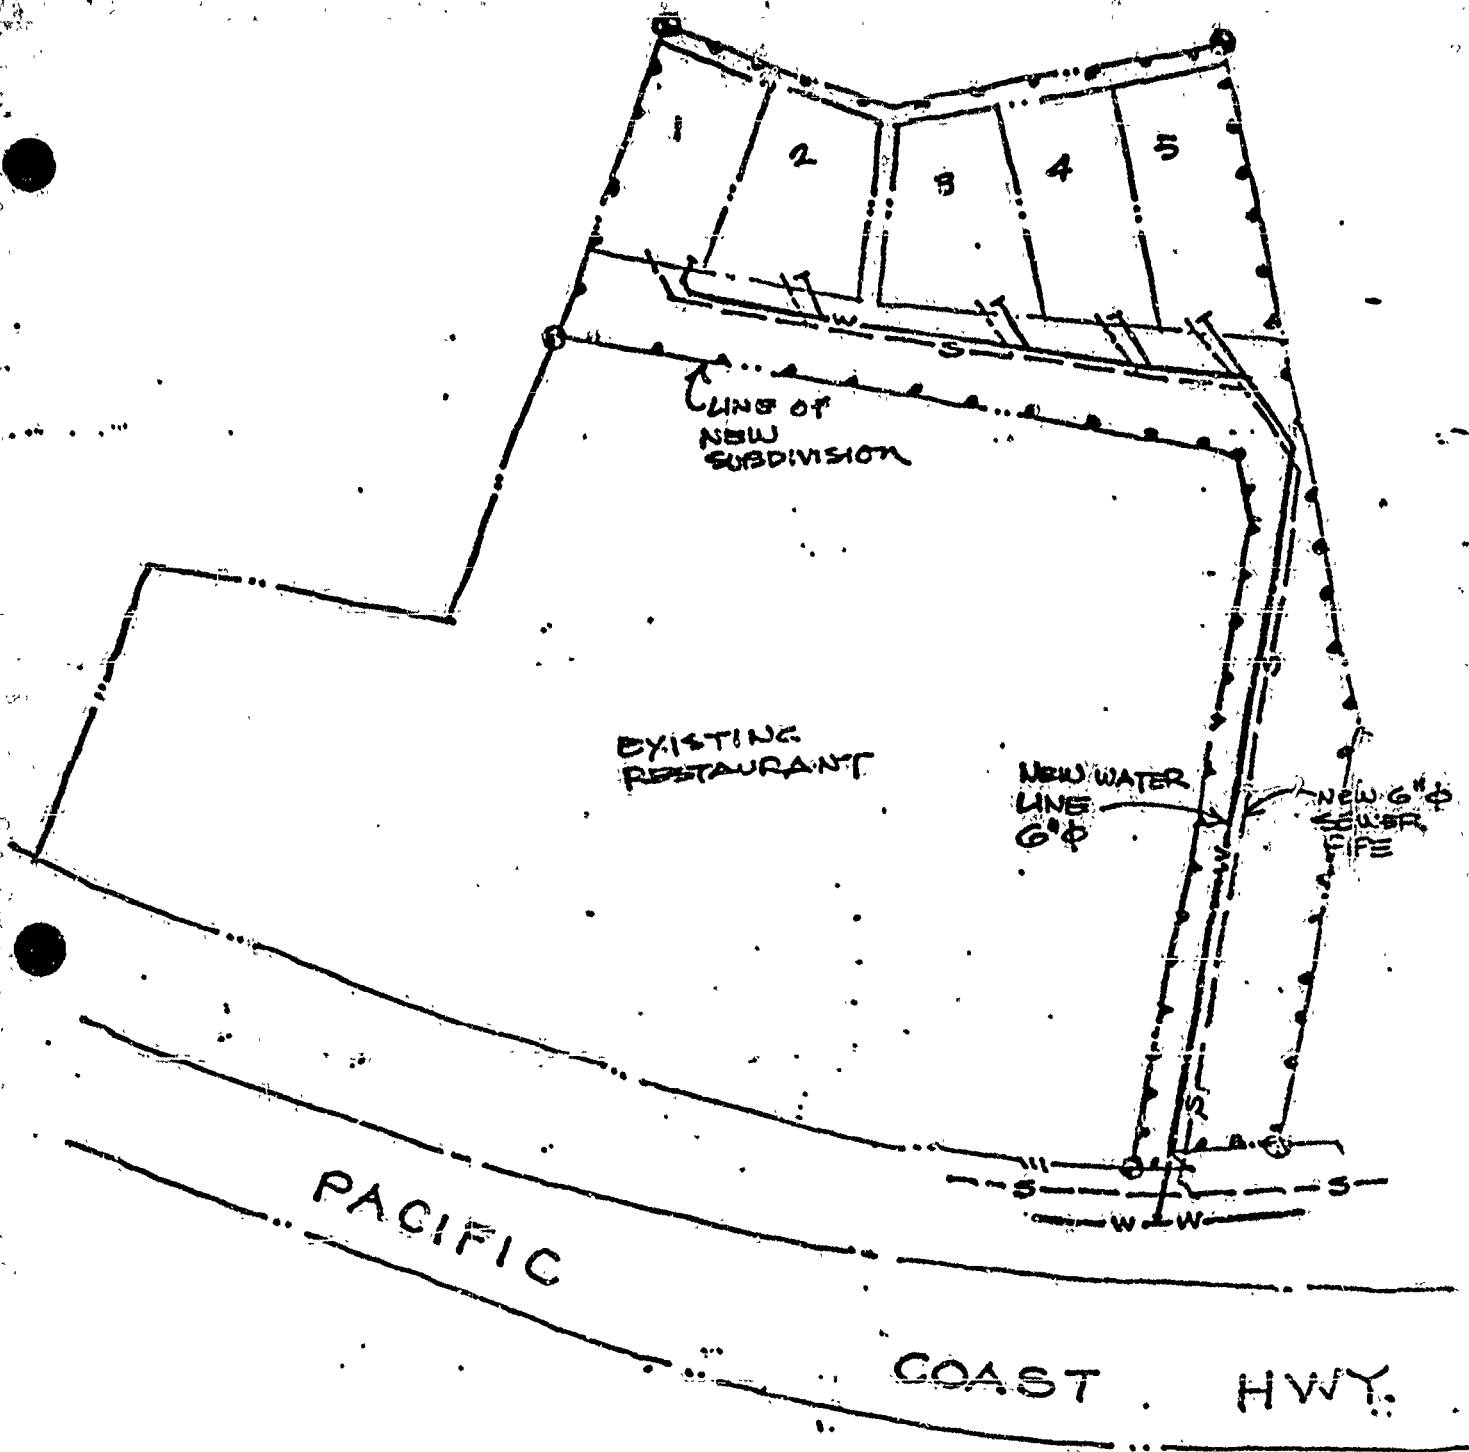 1
2
3
4
5
W
S
LINE OF
NEW
SUBDIVISION
EXISTING
RESTAURANT
NEW WATER
LINE
6"φ
NEW 6"φ
SEWER
PIPE
S
W
S
S S
W W
PACIFIC
COAST HWY.